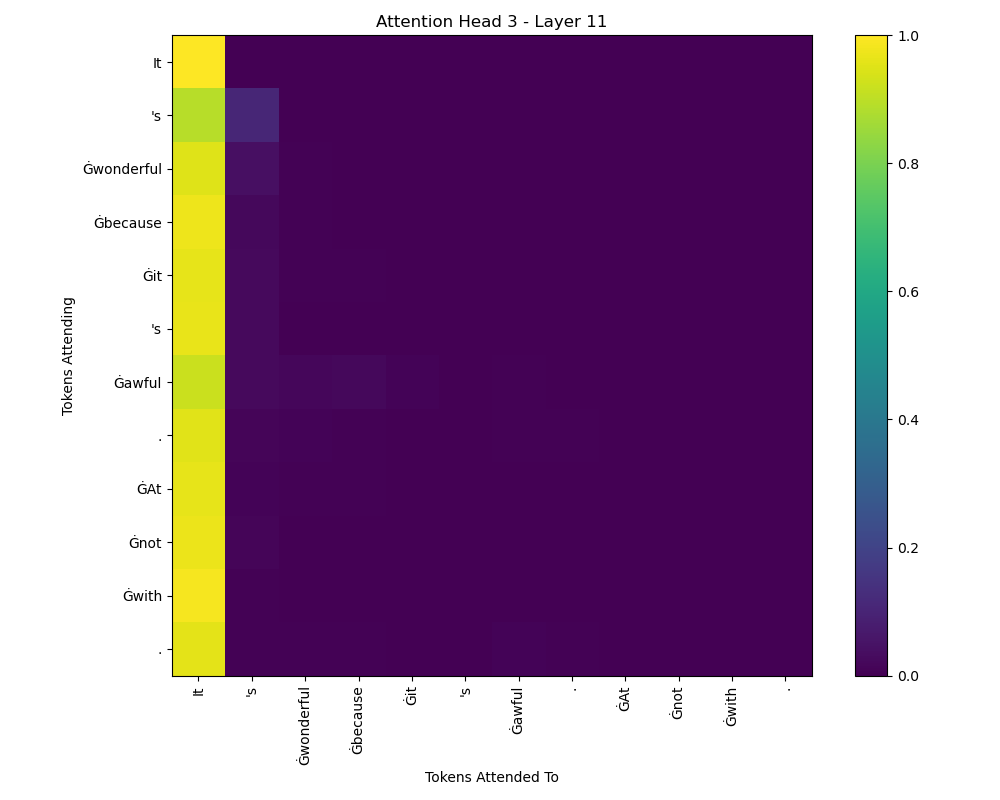 Attention Head 3 - Layer 11
It
's
Ġwonderful
Ġbecause
Ġit
's
Ġawful
.
ĠAt
Ġnot
Ġwith
.
Tokens Attending
It
's
Ġwonderful
Ġbecause
Ġit
's
Ġawful
.
ĠAt
Ġnot
Ġwith
.
Tokens Attended To
1.0
0.8
0.6
0.4
0.2
0.0